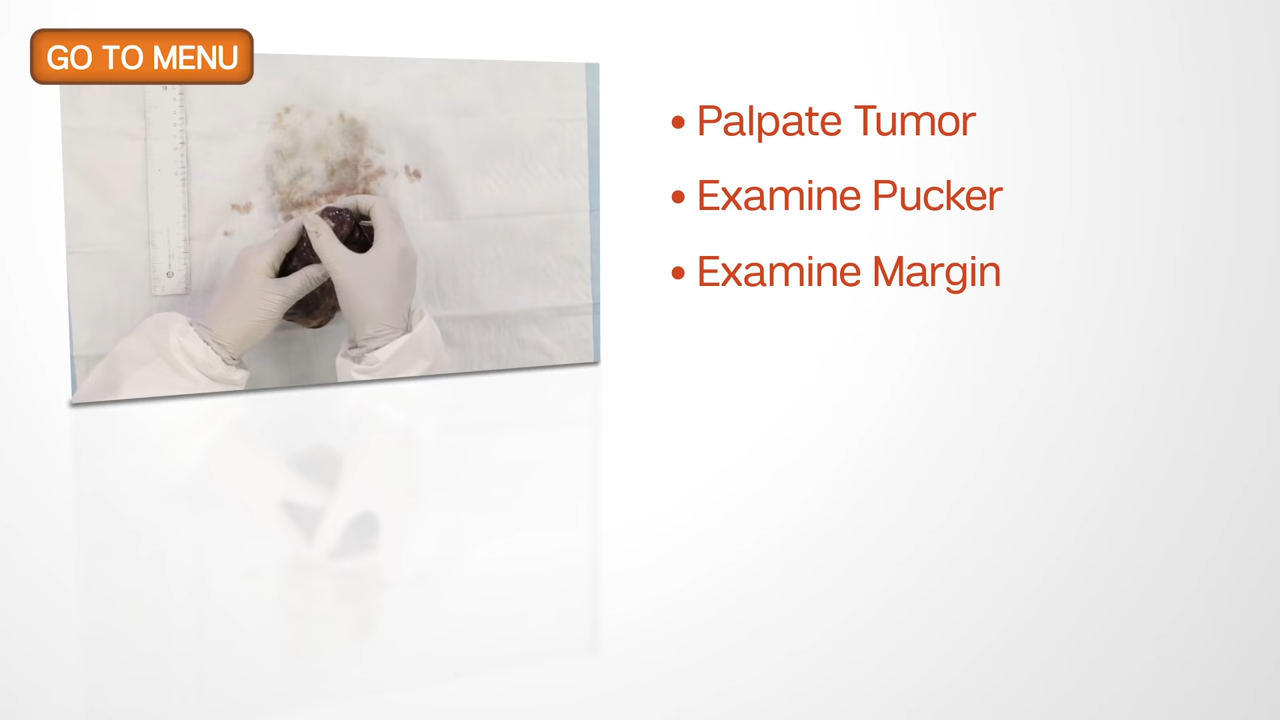 GO TO MENU
• Palpate Tumor
• Examine Pucker
• Examine Margin